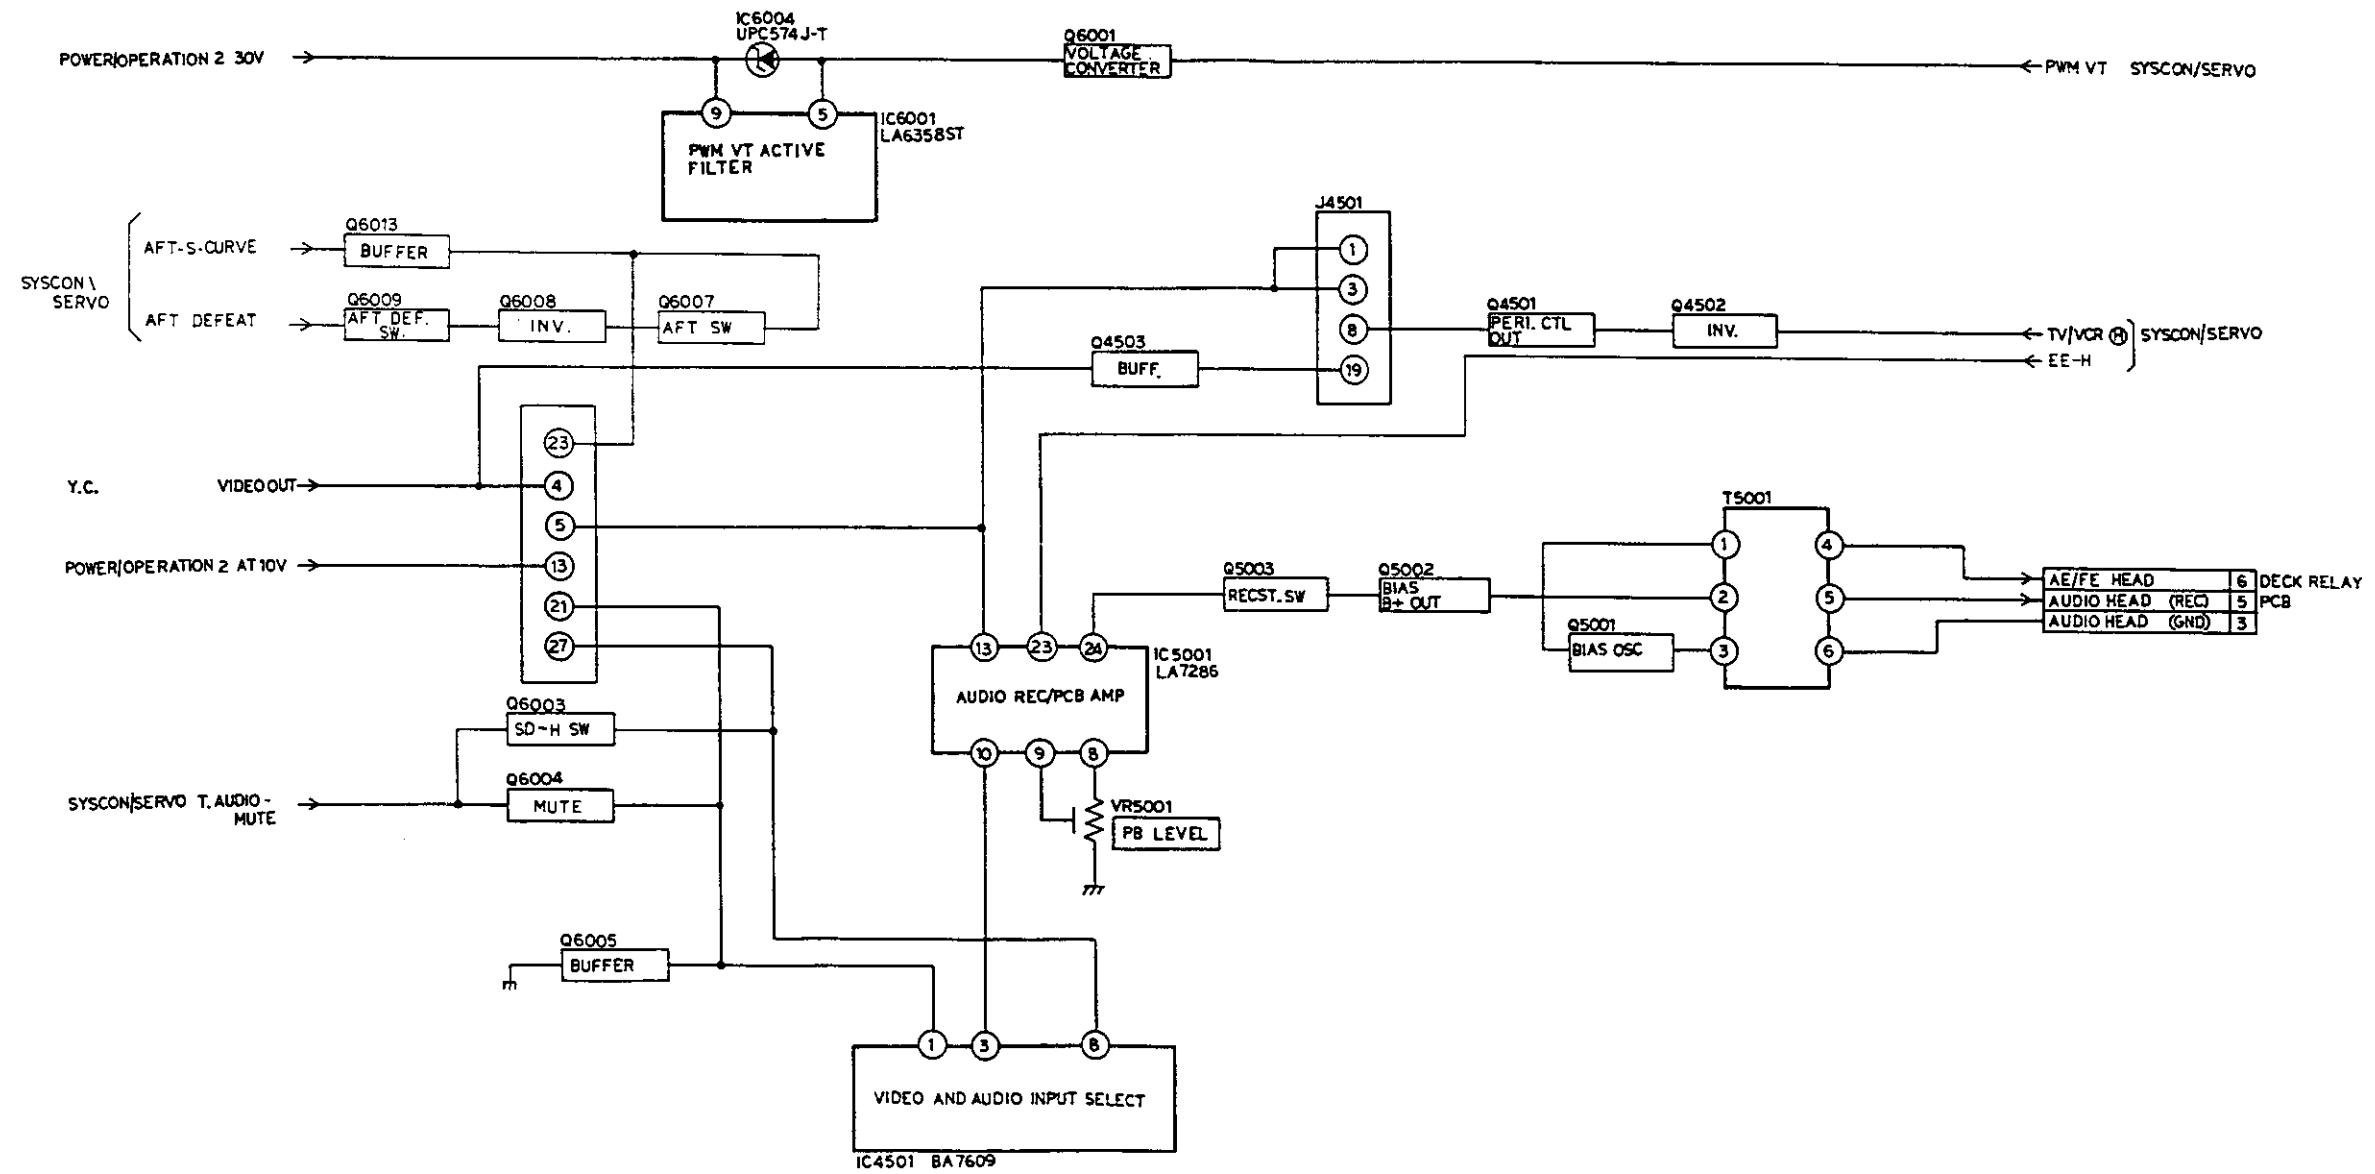 IC6004
UPC574J-T
POWER/OPERATION 2 30V
Q6001
VOLTAGE
CONVERTER
PWM VT SYSCON/SERVO
9
5
IC6001
LA6358ST
PWM VT ACTIVE
FILTER
SYSCON\
SERVO
AFT-S-CURVE
Q6013
BUFFER
AFT DEFEAT
Q6009
AFT DEF.
SW.
Q6008
INV.
Q6007
AFT SW
J4501
1
3
8
19
Q4503
BUFF.
Q4501
PERI. CTL
OUT
Q4502
INV.
TV/VCR Ⓗ
EE-H
SYSCON/SERVO
23
4
5
13
21
27
Y.C. VIDEO OUT
POWER/OPERATION 2 AT 10V
Q6003
SD-H SW
Q6004
MUTE
SYSCON/SERVO T. AUDIO-
MUTE
Q6005
BUFFER
13
23
24
IC5001
LA7286
AUDIO REC/PCB AMP
10
9
8
VR5001
PB LEVEL
Q5003
RECST. SW
Q5002
BIAS
B+ OUT
Q5001
BIAS OSC
T5001
1
2
3
4
5
6
AE/FE HEAD 6 DECK RELAY
AUDIO HEAD (REC) 5 PCB
AUDIO HEAD (GND) 3
1
3
8
VIDEO AND AUDIO INPUT SELECT
IC4501 BA7609